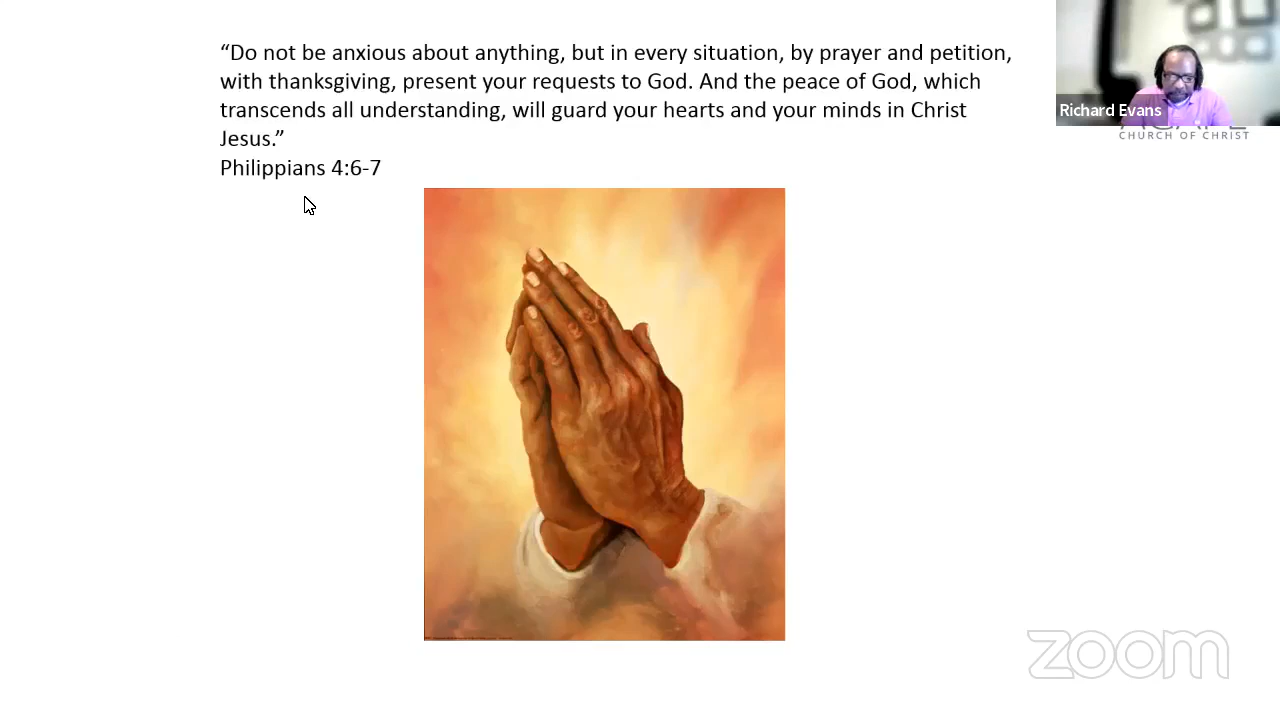 “Do not be anxious about anything, but in every situation, by prayer and petition,
with thanksgiving, present your requests to God. And the peace of God, which
transcends all understanding, will guard your hearts and your minds in Christ
Jesus.”
Philippians 4:6-7
Richard Evans
CHURCH OF CHRIST
zoom